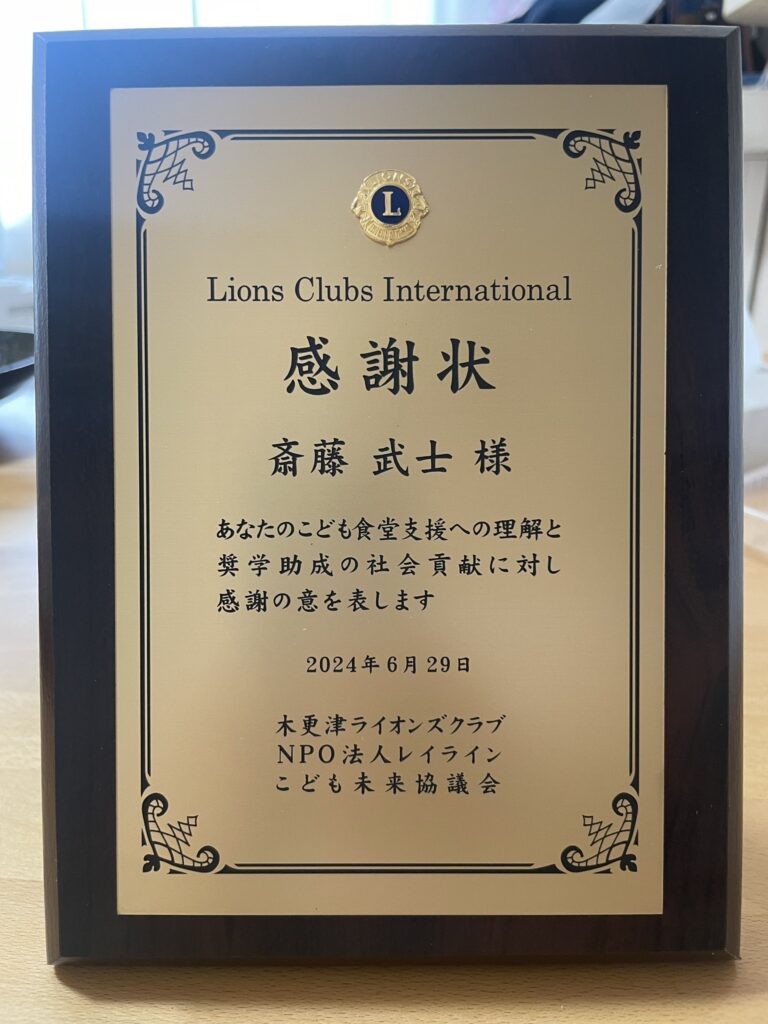 LIONS
L
Lions Clubs International
感謝状
斎藤 武士 様
あなたのこども食堂支援への理解と
奨学助成の社会貢献に対し
感謝の意を表します
2024年6月29日
木更津ライオンズクラブ
NPO法人レイライン
こども未来協議会